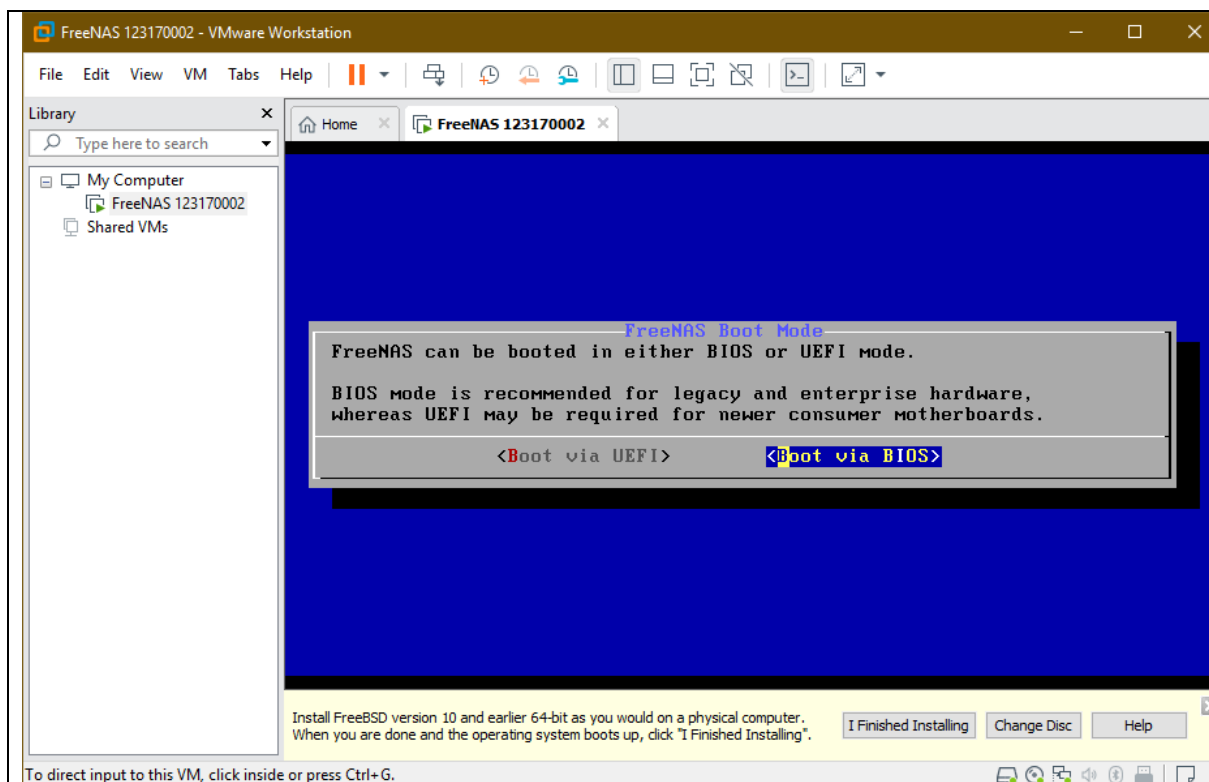 FreeNAS 123170002 - VMware Workstation
File Edit View VM Tabs Help
Library
Type here to search
My Computer
FreeNAS 123170002
Shared VMs
Home FreeNAS 123170002
FreeNAS Boot Mode
FreeNAS can be booted in either BIOS or UEFI mode.
BIOS mode is recommended for legacy and enterprise hardware,
whereas UEFI may be required for newer consumer motherboards.
<Boot via UEFI> <Boot via BIOS>
Install FreeBSD version 10 and earlier 64-bit as you would on a physical computer.
When you are done and the operating system boots up, click "I Finished Installing".
I Finished Installing Change Disc Help
To direct input to this VM, click inside or press Ctrl+G.